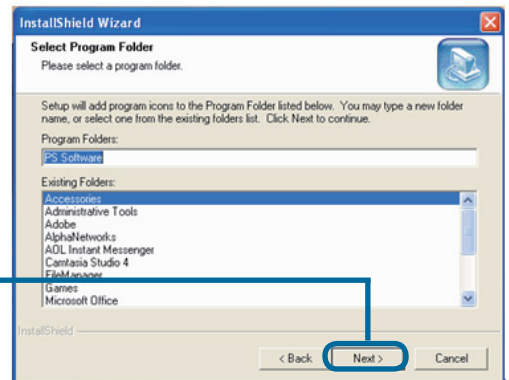 InstallShield Wizard
Select Program Folder
Please select a program folder.
Setup will add program icons to the Program Folder listed below. You may type a new folder
name, or select one from the existing folders list. Click Next to continue.
Program Folders:
PS Software
Existing Folders:
Accessories
Administrative Tools
Adobe
AlphaNetworks
AOL Instant Messenger
Camtasia Studio 4
FileManager
Games
Microsoft Office
InstallShield
< Back
Next >
Cancel